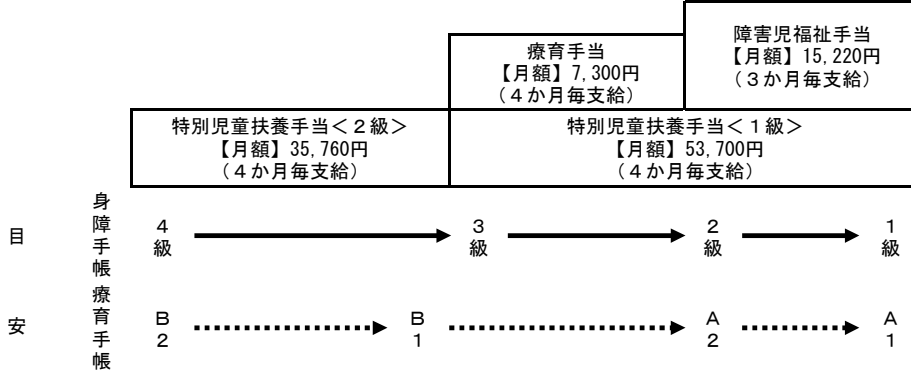 障害児福祉手当
【月額】15,220円
(3か月毎支給)
療育手当
【月額】7,300円
(4か月毎支給)
特別児童扶養手当<2級>
【月額】35,760円
(4か月毎支給)
特別児童扶養手当<1級>
【月額】53,700円
(4か月毎支給)
目安
身障手帳
4級
3級
2級
1級
療育手帳
B2
B1
A2
A1